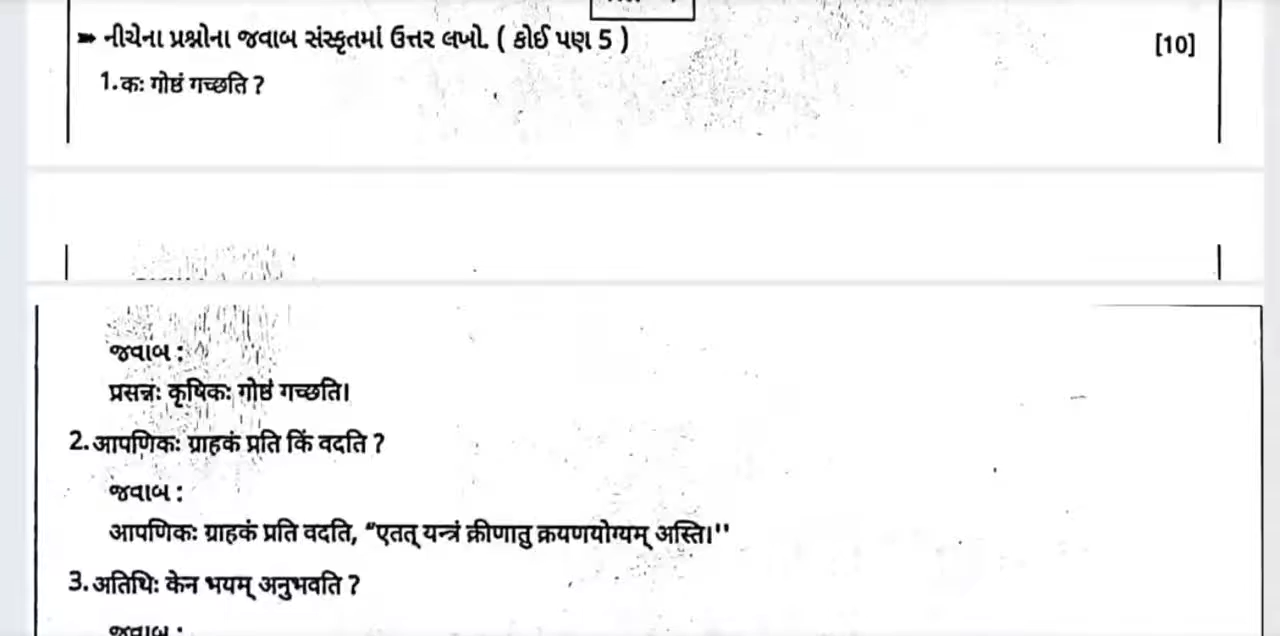 ➽ નીચેના પ્રશ્નોના જવાબ સંસ્કૃતમાં ઉત્તર લખો. ( કોઈ પણ 5 ) [10]
1. कः गोष्ठं गच्छति ?
જવાબ :
प्रसन्नः कृषिकः गोष्ठं गच्छति।
2. आपणिकः ग्राहकं प्रति किं वदति ?
જવાબ :
आपणिकः ग्राहकं प्रति वदति, “एतत् यन्त्रं क्रीणातु क्रयणयोग्यम् अस्ति।''
3. अतिथिः केन भयम् अनुभवति ?
જવાબ :